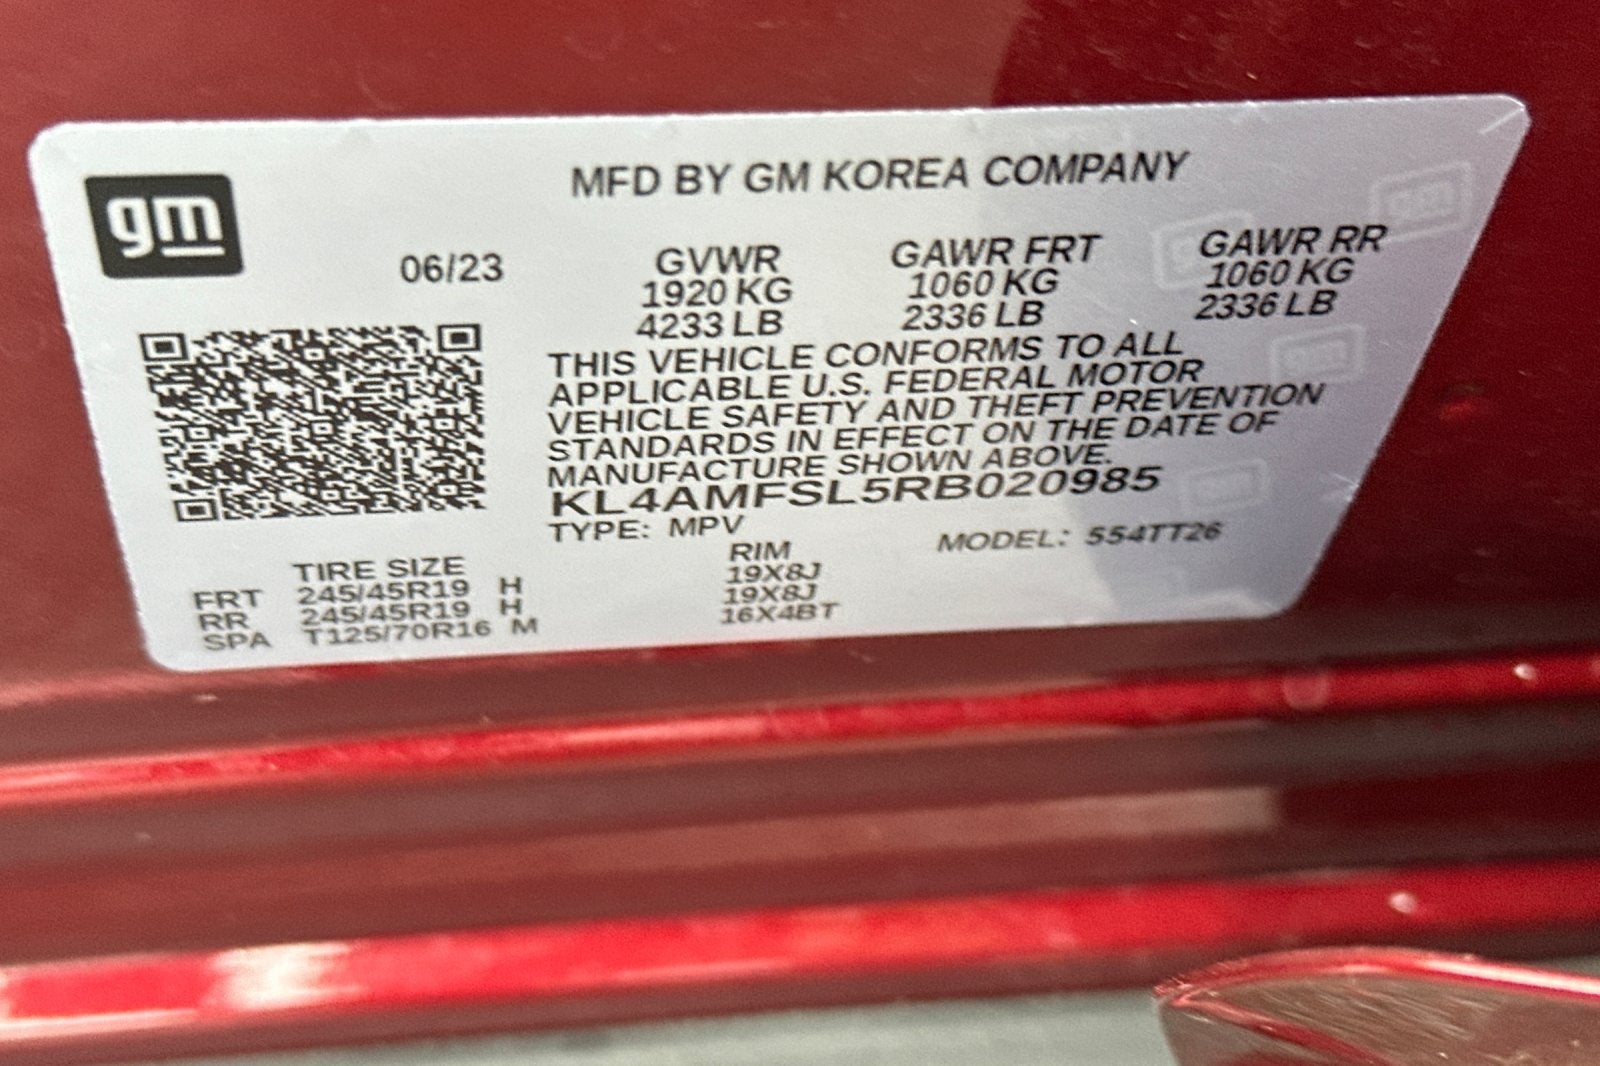 gm
MFD BY GM KOREA COMPANY
06/23
GVWR GAWR FRT GAWR RR
1920 KG 1060 KG 1060 KG
4233 LB 2336 LB 2336 LB
THIS VEHICLE CONFORMS TO ALL
APPLICABLE U.S. FEDERAL MOTOR
VEHICLE SAFETY AND THEFT PREVENTION
STANDARDS IN EFFECT ON THE DATE OF
MANUFACTURE SHOWN ABOVE.
KL4AMFSL5RB020985
TYPE: MPV MODEL: 554TT26
TIRE SIZE RIM
FRT 245/45R19 H 19X8J
RR 245/45R19 H 19X8J
SPA T125/70R16 M 16X4BT